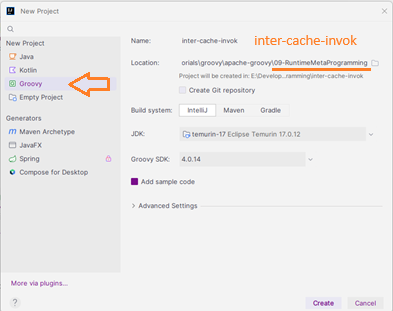 New Project
New Project
Java
Kotlin
Groovy
Empty Project
Generators
Maven Archetype
JavaFX
Spring
Compose for Desktop
More via plugins...
?
inter-cache-invok
Name: inter-cache-invok
Location: orials\groovy\apache-groovy\09-RuntimeMetaProgramming
Project will be created in: E:\Develop...ramming\inter-cache-invok
Create Git repository
Build system: IntelliJ Maven Gradle
JDK: temurin-17 Eclipse Temurin 17.0.12
Groovy SDK: 4.0.14
Add sample code
Advanced Settings
Create Cancel